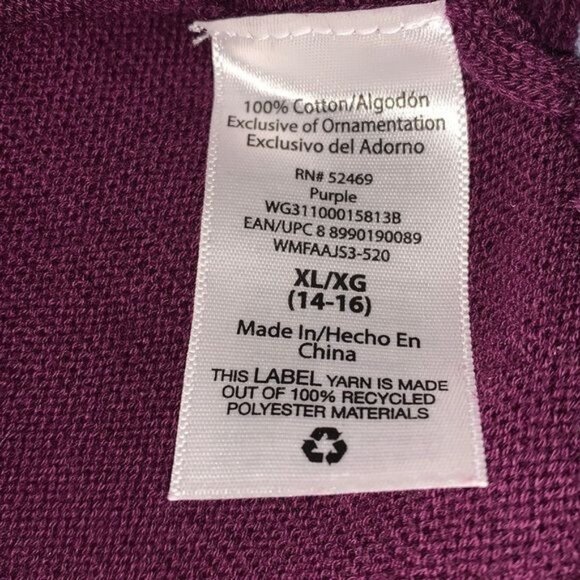 100% Cotton/Algodón
Exclusive of Ornamentation
Exclusivo del Adorno
RN# 52469
Purple
WG31100015813B
EAN/UPC 8 8990190089
WMFAAJS3-520
XL/XG
(14-16)
Made In/Hecho En
China
THIS LABEL YARN IS MADE
OUT OF 100% RECYCLED
POLYESTER MATERIALS